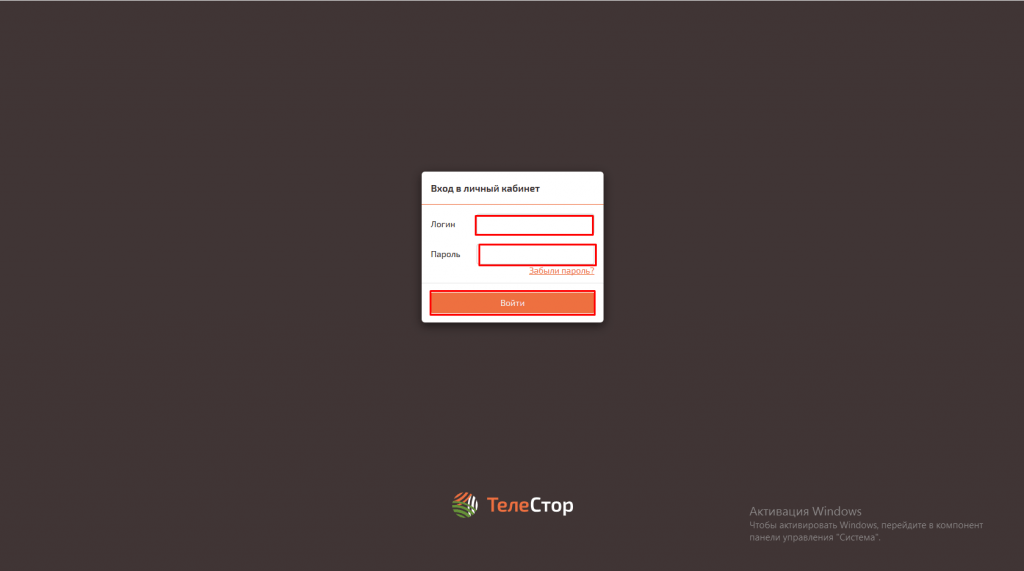 Вход в личный кабинет
Логин
Пароль
Забыли пароль?
Войти
ТелеСтор
Активация Windows
Чтобы активировать Windows, перейдите в компонент
панели управления "Система".